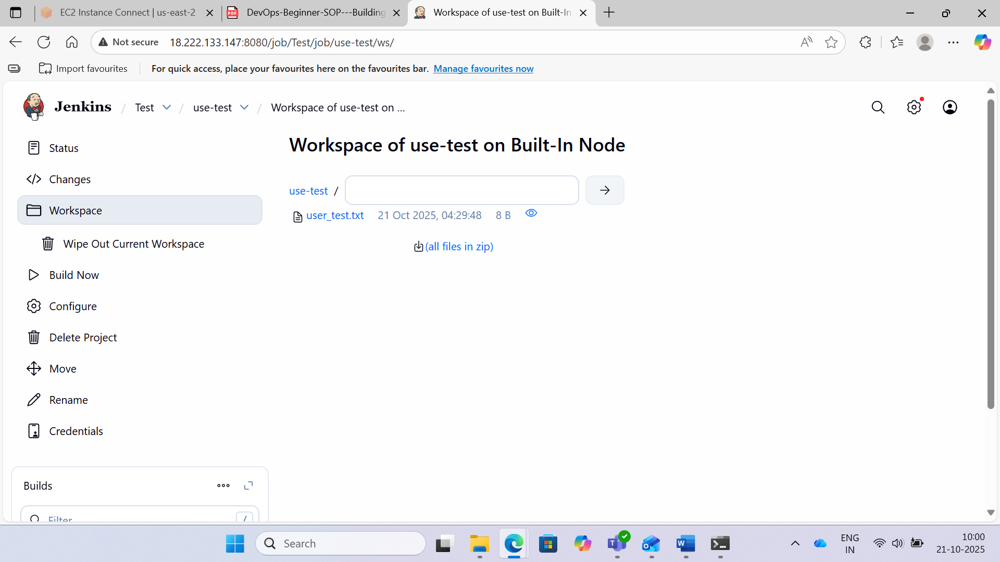 EC2 Instance Connect | us-east-2
DevOps-Beginner-SOP---Building
Workspace of use-test on Built-In
Not secure 18.222.133.147:8080/job/Test/job/use-test/ws/
Import favourites For quick access, place your favourites here on the favourites bar. Manage favourites now
Jenkins / Test / use-test / Workspace of use-test on ...
Status
Changes
Workspace
Wipe Out Current Workspace
Build Now
Configure
Delete Project
Move
Rename
Credentials
Builds
Filter /
Workspace of use-test on Built-In Node
use-test /
user_test.txt 21 Oct 2025, 04:29:48 8 B
(all files in zip)
Search
ENG
IN
10:00
21-10-2025